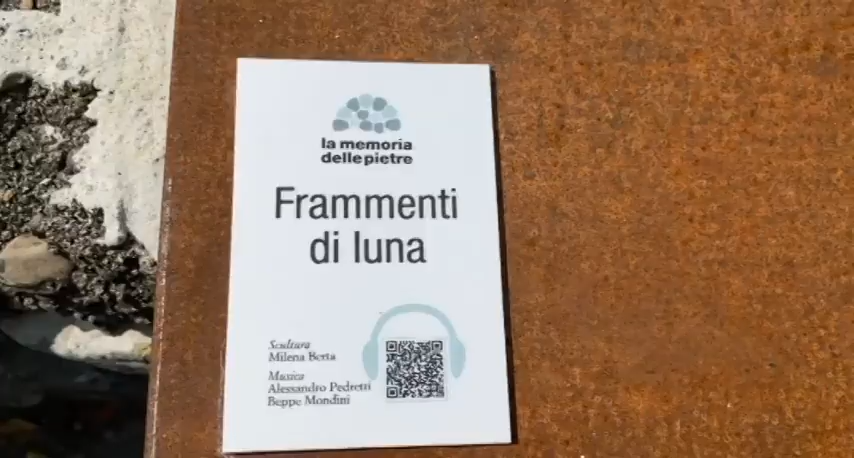 la memoria
delle pietre
Frammenti
di luna
Scultura
Milena Berta
Musica
Alessandro Pedretti
Beppe Mondini